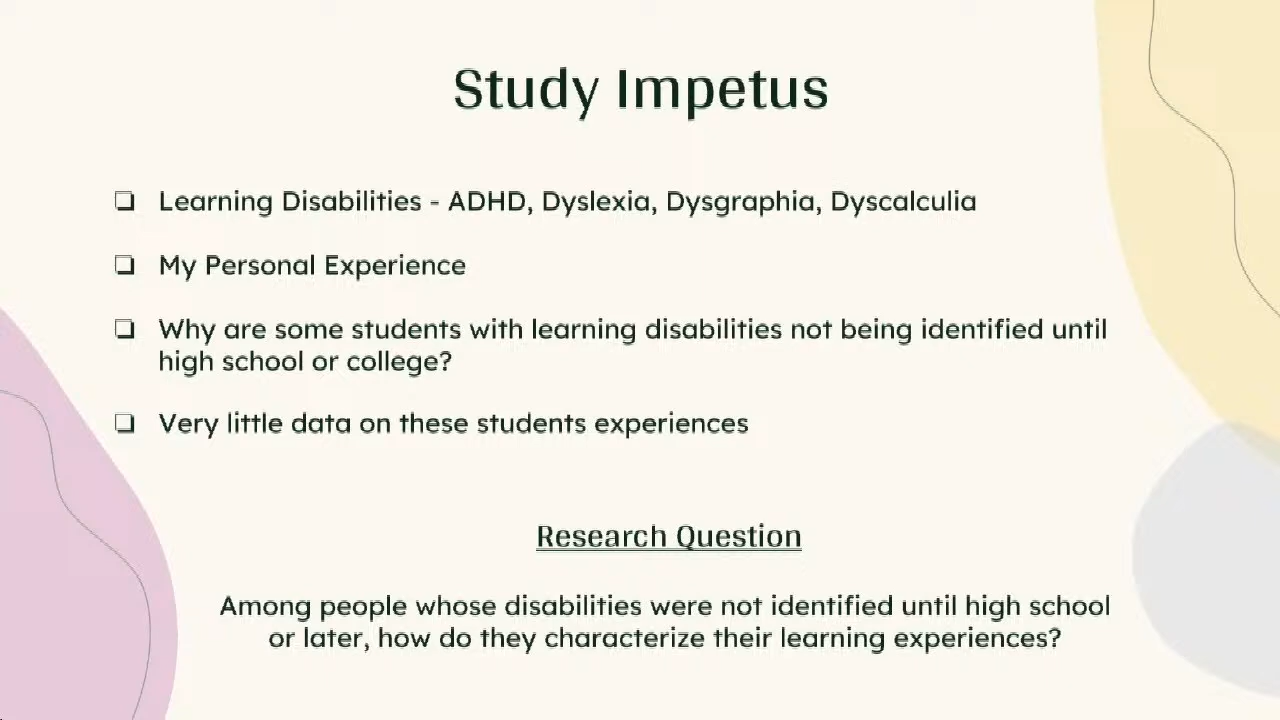 Study Impetus
❏ Learning Disabilities - ADHD, Dyslexia, Dysgraphia, Dyscalculia
❏ My Personal Experience
❏ Why are some students with learning disabilities not being identified until
high school or college?
❏ Very little data on these students experiences
Research Question
Among people whose disabilities were not identified until high school
or later, how do they characterize their learning experiences?